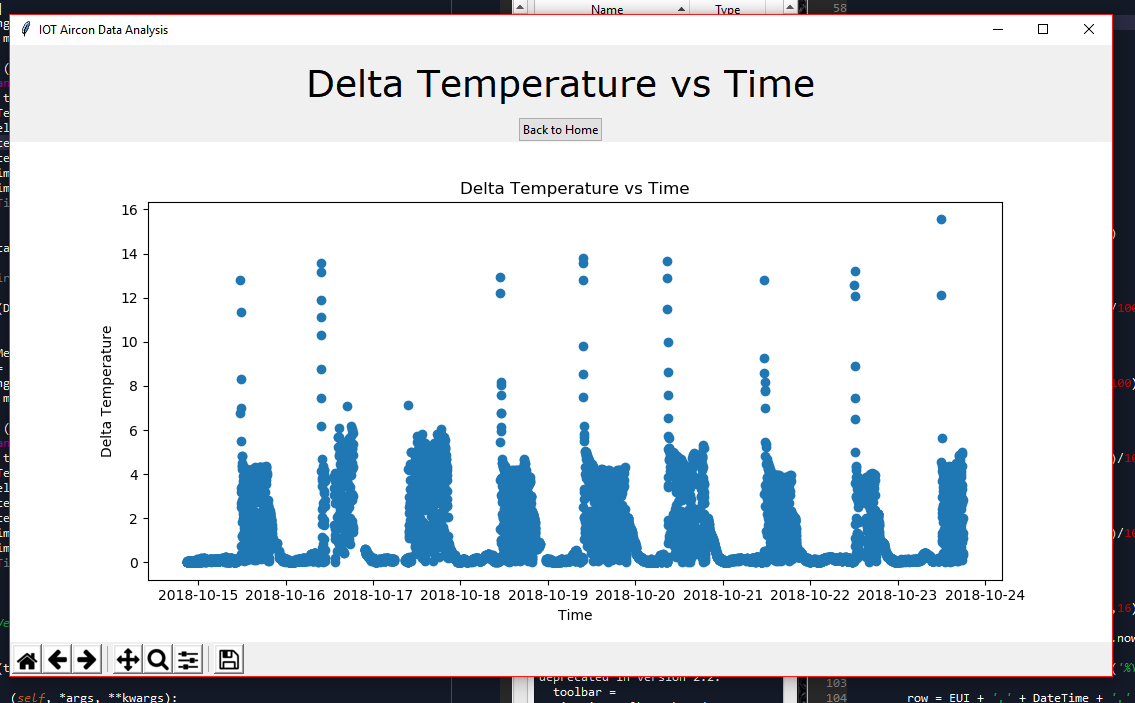 Name Type
58
IOT Aircon Data Analysis
Delta Temperature vs Time
Back to Home
Delta Temperature vs Time
16
14
12
10
8
6
4
2
0
Delta Temperature
2018-10-15 2018-10-16 2018-10-17 2018-10-18 2018-10-19 2018-10-20 2018-10-21 2018-10-22 2018-10-23 2018-10-24
Time
deprecated in version 2.2.
toolbar =
103
(self, *args, **kwargs):
104 row = EUI + ',' + DateTime + ','